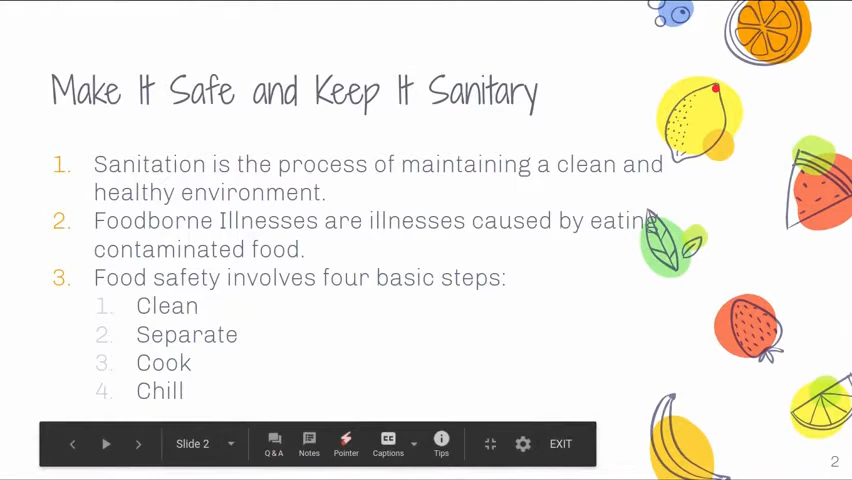 Make It Safe and Keep It Sanitary
1. Sanitation is the process of maintaining a clean and
healthy environment.
2. Foodborne Illnesses are illnesses caused by eating
contaminated food.
3. Food safety involves four basic steps:
1. Clean
2. Separate
3. Cook
4. Chill
Slide 2
Q & A
Notes
Pointer
CC
Captions
Tips
EXIT
2